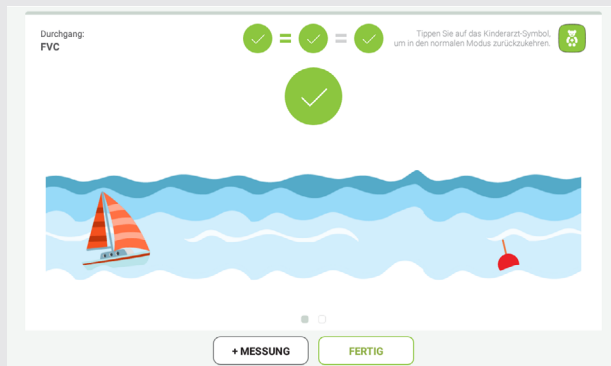 Durchgang:
FVC
Tippen Sie auf das Kinderarzt-Symbol,
um in den normalen Modus zurückzukehren.
+ MESSUNG
FERTIG